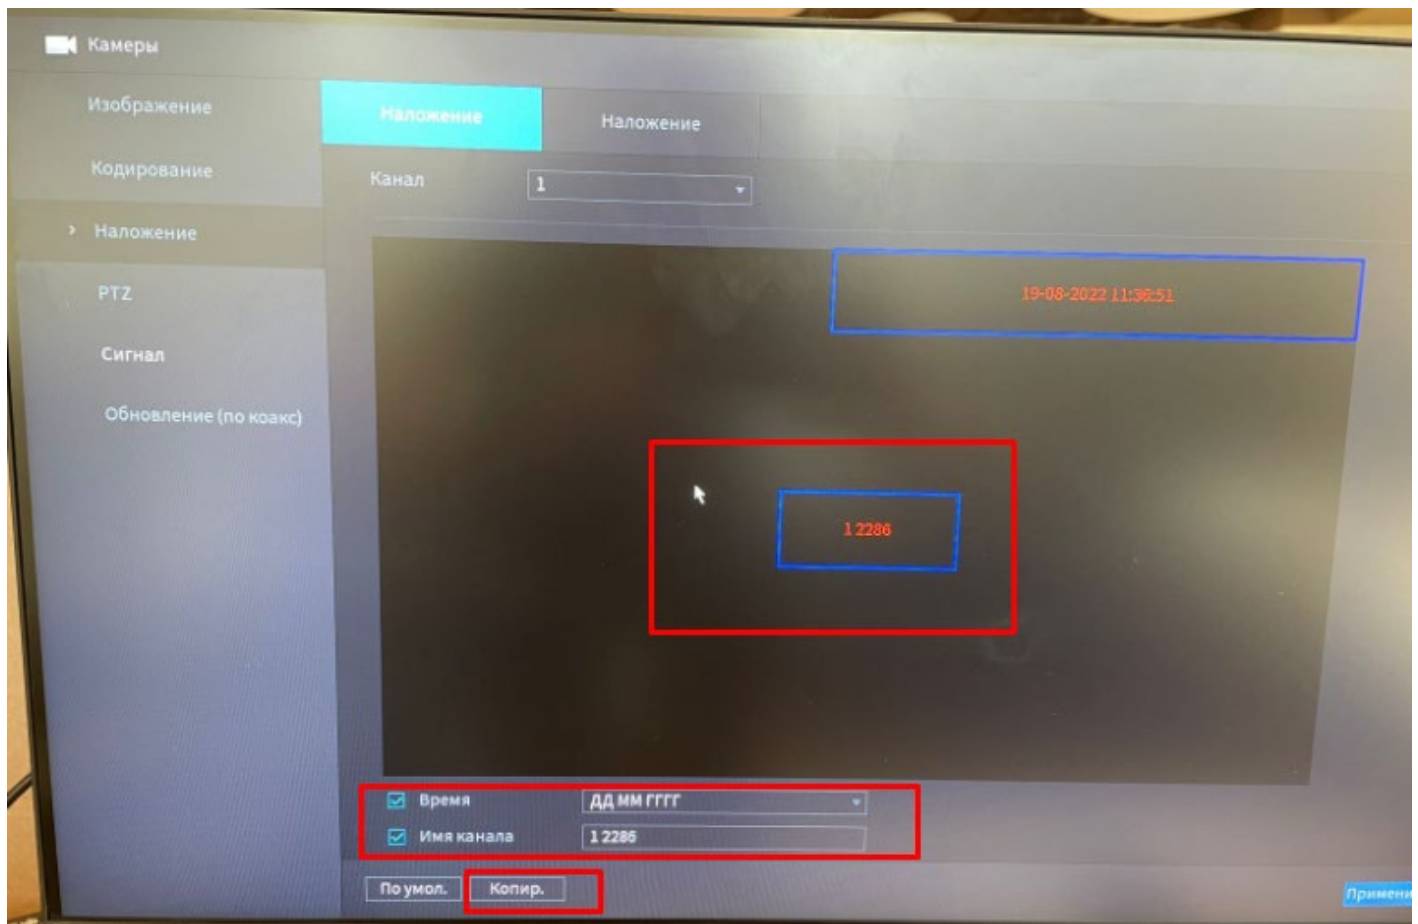 Камеры
Изображение
Кодирование
Наложение
PTZ
Сигнал
Обновление (по коакс)
Наложение
Наложение
Канал
1
19-08-2022 11:36:51
1 2286
Время
ДД ММ ГГГГ
Имя канала
1 2286
По умол.
Копир.
Примени